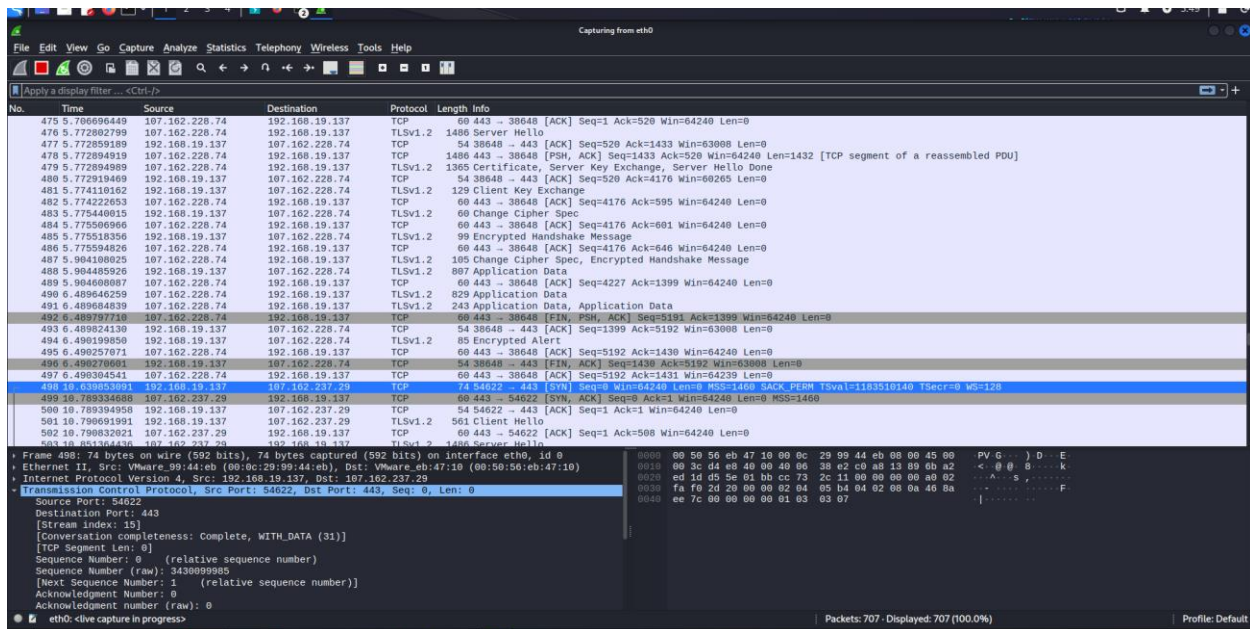 1 2 3 4
2
5:49
Capturing from eth0
File Edit View Go Capture Analyze Statistics Telephony Wireless Tools Help
Apply a display filter ... <Ctrl-/>
No. Time Source Destination Protocol Length Info
475 5.706696449 107.162.228.74 192.168.19.137 TCP 60 443 → 38648 [ACK] Seq=1 Ack=520 Win=64240 Len=0
476 5.772802799 107.162.228.74 192.168.19.137 TLSv1.2 1486 Server Hello
477 5.772859189 192.168.19.137 107.162.228.74 TCP 54 38648 → 443 [ACK] Seq=520 Ack=1433 Win=63008 Len=0
478 5.772894919 107.162.228.74 192.168.19.137 TCP 1486 443 → 38648 [PSH, ACK] Seq=1433 Ack=520 Win=64240 Len=1432 [TCP segment of a reassembled PDU]
479 5.772894989 107.162.228.74 192.168.19.137 TLSv1.2 1365 Certificate, Server Key Exchange, Server Hello Done
480 5.772919469 192.168.19.137 107.162.228.74 TCP 54 38648 → 443 [ACK] Seq=520 Ack=4176 Win=60265 Len=0
481 5.774110162 192.168.19.137 107.162.228.74 TLSv1.2 129 Client Key Exchange
482 5.774222653 107.162.228.74 192.168.19.137 TCP 60 443 → 38648 [ACK] Seq=4176 Ack=595 Win=64240 Len=0
483 5.775440015 192.168.19.137 107.162.228.74 TLSv1.2 60 Change Cipher Spec
484 5.775506966 107.162.228.74 192.168.19.137 TCP 60 443 → 38648 [ACK] Seq=4176 Ack=601 Win=64240 Len=0
485 5.775518356 192.168.19.137 107.162.228.74 TLSv1.2 99 Encrypted Handshake Message
486 5.775594826 107.162.228.74 192.168.19.137 TCP 60 443 → 38648 [ACK] Seq=4176 Ack=646 Win=64240 Len=0
487 5.904108025 107.162.228.74 192.168.19.137 TLSv1.2 105 Change Cipher Spec, Encrypted Handshake Message
488 5.904485926 192.168.19.137 107.162.228.74 TLSv1.2 807 Application Data
489 5.904608087 107.162.228.74 192.168.19.137 TCP 60 443 → 38648 [ACK] Seq=4227 Ack=1399 Win=64240 Len=0
490 6.489646259 107.162.228.74 192.168.19.137 TLSv1.2 829 Application Data
491 6.489684839 107.162.228.74 192.168.19.137 TLSv1.2 243 Application Data, Application Data
492 6.489797710 107.162.228.74 192.168.19.137 TCP 60 443 → 38648 [FIN, PSH, ACK] Seq=5191 Ack=1399 Win=64240 Len=0
493 6.489824130 192.168.19.137 107.162.228.74 TCP 54 38648 → 443 [ACK] Seq=1399 Ack=5192 Win=63008 Len=0
494 6.490199850 192.168.19.137 107.162.228.74 TLSv1.2 85 Encrypted Alert
495 6.490257071 107.162.228.74 192.168.19.137 TCP 60 443 → 38648 [ACK] Seq=5192 Ack=1430 Win=64240 Len=0
496 6.490270601 192.168.19.137 107.162.228.74 TCP 54 38648 → 443 [FIN, ACK] Seq=1430 Ack=5192 Win=63008 Len=0
497 6.490304541 107.162.228.74 192.168.19.137 TCP 60 443 → 38648 [ACK] Seq=5192 Ack=1431 Win=64239 Len=0
498 10.639853091 192.168.19.137 107.162.237.29 TCP 74 54622 → 443 [SYN] Seq=0 Win=64240 Len=0 MSS=1460 SACK_PERM TSval=1183510140 TSecr=0 WS=128
499 10.789334688 107.162.237.29 192.168.19.137 TCP 60 443 → 54622 [SYN, ACK] Seq=0 Ack=1 Win=64240 Len=0 MSS=1460
500 10.789394958 192.168.19.137 107.162.237.29 TCP 54 54622 → 443 [ACK] Seq=1 Ack=1 Win=64240 Len=0
501 10.790691991 192.168.19.137 107.162.237.29 TLSv1.2 561 Client Hello
502 10.790832021 107.162.237.29 192.168.19.137 TCP 60 443 → 54622 [ACK] Seq=1 Ack=508 Win=64240 Len=0
503 10.851364436 107.162.237.29 192.168.19.137 TLSv1.2 1486 Server Hello
Frame 498: 74 bytes on wire (592 bits), 74 bytes captured (592 bits) on interface eth0, id 0
Ethernet II, Src: VMware_99:44:eb (00:0c:29:99:44:eb), Dst: VMware_eb:47:10 (00:50:56:eb:47:10)
Internet Protocol Version 4, Src: 192.168.19.137, Dst: 107.162.237.29
Transmission Control Protocol, Src Port: 54622, Dst Port: 443, Seq: 0, Len: 0
Source Port: 54622
Destination Port: 443
[Stream index: 15]
[Conversation completeness: Complete, WITH_DATA (31)]
[TCP Segment Len: 0]
Sequence Number: 0 (relative sequence number)
Sequence Number (raw): 3430099985
[Next Sequence Number: 1 (relative sequence number)]
Acknowledgment Number: 0
Acknowledgment number (raw): 0
0000 00 50 56 eb 47 10 00 0c 29 99 44 eb 08 00 45 00 ·PV·G···)·D···E·
0010 00 3c d4 e8 40 00 40 06 38 e2 c0 a8 13 89 6b a2 ·<··@·@·8·····k·
0020 ed 1d d5 5e 01 bb cc 73 2c 11 00 00 00 00 a0 02 ···^···s,·······
0030 fa f0 2d 20 00 00 02 04 05 b4 04 02 08 0a 46 8a ··- ··········F·
0040 ee 7c 00 00 00 00 01 03 03 07 ·|········
eth0: <live capture in progress>
Packets: 707 · Displayed: 707 (100.0%)
Profile: Default